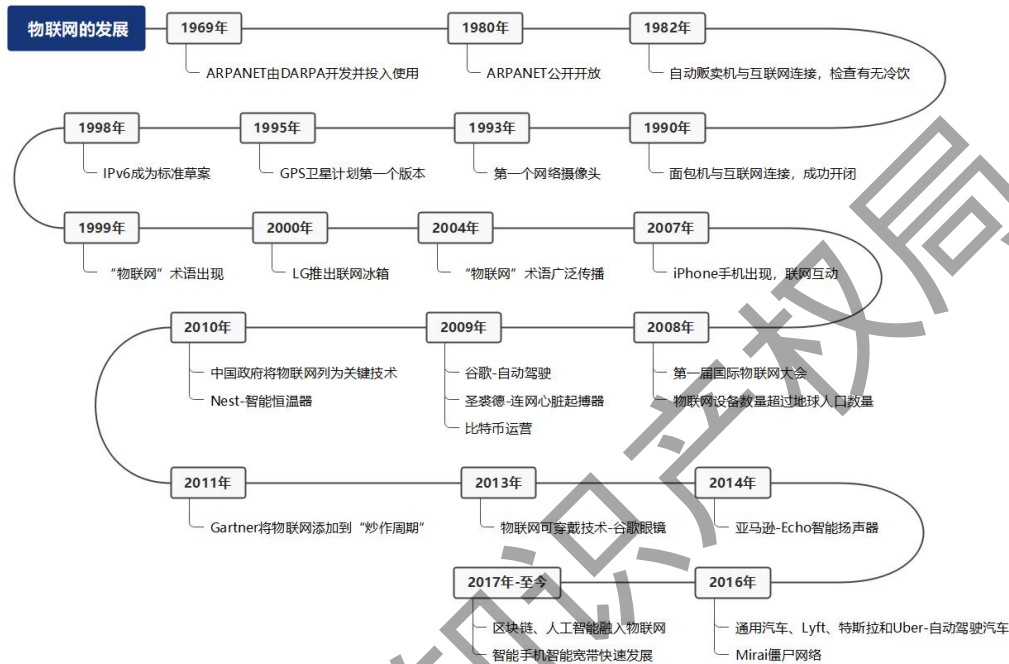 物联网的发展
1969年
ARPANET由DARPA开发并投入使用
1980年
ARPANET公开开放
1982年
自动贩卖机与互联网连接，检查有无冷饮
1990年
面包机与互联网连接，成功开闭
1993年
第一个网络摄像头
1995年
GPS卫星计划第一个版本
1998年
IPv6成为标准草案
1999年
“物联网”术语出现
2000年
LG推出联网冰箱
2004年
“物联网”术语广泛传播
2007年
iPhone手机出现，联网互动
2008年
第一届国际物联网大会
物联网设备数量超过地球人口数量
2009年
谷歌-自动驾驶
圣裘德-连网心脏起搏器
比特币运营
2010年
中国政府将物联网列为关键技术
Nest-智能恒温器
2011年
Gartner将物联网添加到“炒作周期”
2013年
物联网可穿戴技术-谷歌眼镜
2014年
亚马逊-Echo智能扬声器
2016年
通用汽车、Lyft、特斯拉和Uber-自动驾驶汽车
Mirai僵尸网络
2017年-至今
区块链、人工智能融入物联网
智能手机智能宽带快速发展
知识产权局